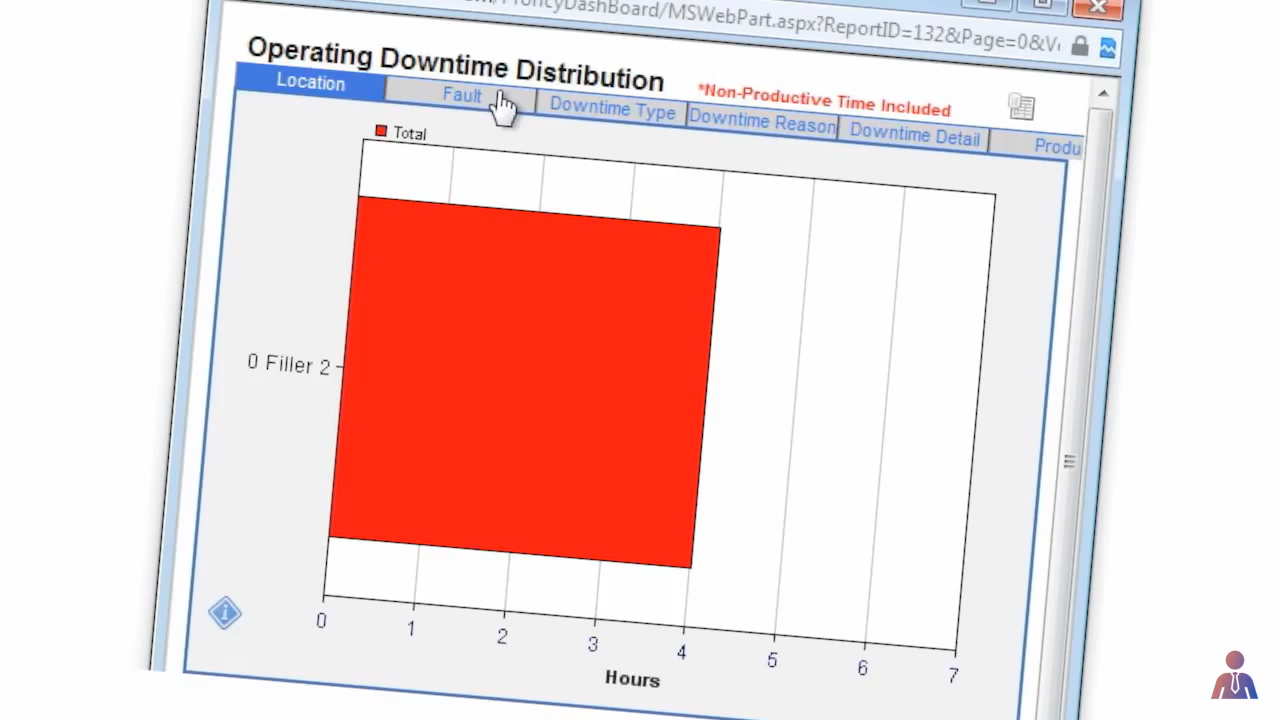 /ProficyDashBoard/MSWebPart.aspx?ReportID=132&Page=0&V
Operating Downtime Distribution
*Non-Productive Time Included
Location Fault Downtime Type Downtime Reason Downtime Detail Produ
Total
0 Filler 2
0 1 2 3 4 5 6 7
Hours